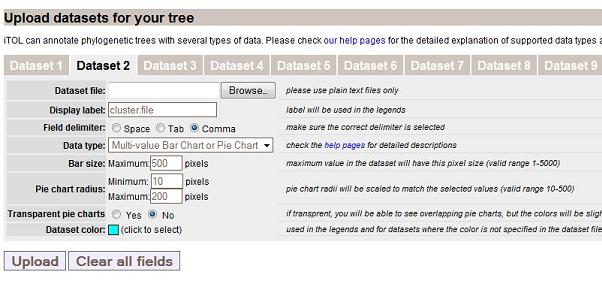 Upload datasets for your tree
iTOL can annotate phylogenetic trees with several types of data. Please check our help pages for the detailed explanation of supported data types a
Dataset 1 Dataset 2 Dataset 3 Dataset 4 Dataset 5 Dataset 6 Dataset 7 Dataset 8 Dataset 9
Dataset file: Browse... please use plain text files only
Display label: cluster.file label will be used in the legends
Field delimiter: Space Tab Comma make sure the correct delimiter is selected
Data type: Multi-value Bar Chart or Pie Chart check the help pages for detailed descriptions
Bar size: Maximum: 500 pixels maximum value in the dataset will have this pixel size (valid range 1-5000)
Pie chart radius: Minimum: 10 pixels
Maximum: 200 pixels pie chart radii will be scaled to match the selected values (valid range 10-500)
Transparent pie charts Yes No if transprent, you will be able to see overlapping pie charts, but the colors will be sligh
Dataset color: (click to select) used in the legends and for datasets where the color is not specified in the dataset file
Upload Clear all fields